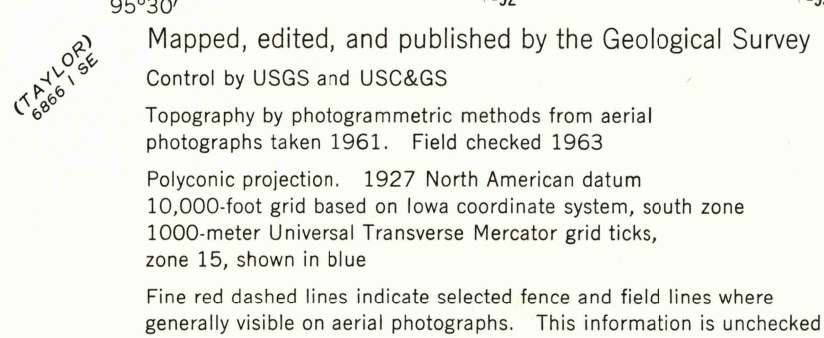 95°30'
(TAYLOR)
6866 I SE
Mapped, edited, and published by the Geological Survey
Control by USGS and USC&GS
Topography by photogrammetric methods from aerial
photographs taken 1961. Field checked 1963
Polyconic projection. 1927 North American datum
10,000-foot grid based on Iowa coordinate system, south zone
1000-meter Universal Transverse Mercator grid ticks,
zone 15, shown in blue
Fine red dashed lines indicate selected fence and field lines where
generally visible on aerial photographs. This information is unchecked